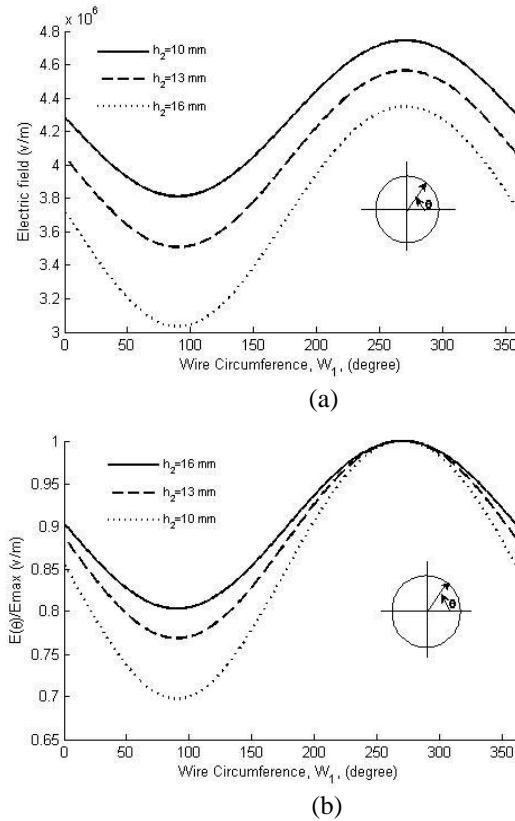 x 10⁶
4.8
4.6
4.4
4.2
4
3.8
3.6
3.4
3.2
3
Electric field (v/m)
h₂=10 mm
h₂=13 mm
h₂=16 mm
θ
0 50 100 150 200 250 300 350
Wire Circumference, W₁, (degree)
(a)
1
0.95
0.9
0.85
0.8
0.75
0.7
0.65
E(θ)/Emax (v/m)
h₂=16 mm
h₂=13 mm
h₂=10 mm
θ
0 50 100 150 200 250 300 350
Wire Circumference, W₁, (degree)
(b)